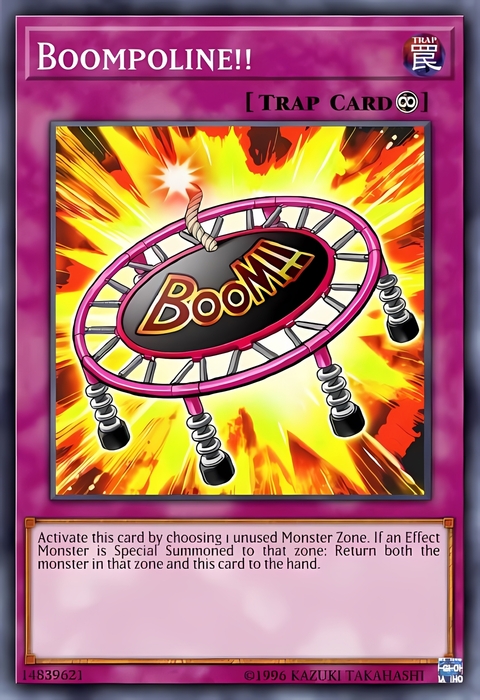 BOOMPOLINE!!
TRAP
罠
[TRAP CARD]
BOOM!!
Activate this card by choosing 1 unused Monster Zone. If an Effect
Monster is Special Summoned to that zone: Return both the
monster in that zone and this card to the hand.
14839621
©1996 KAZUKI TAKAHASHI